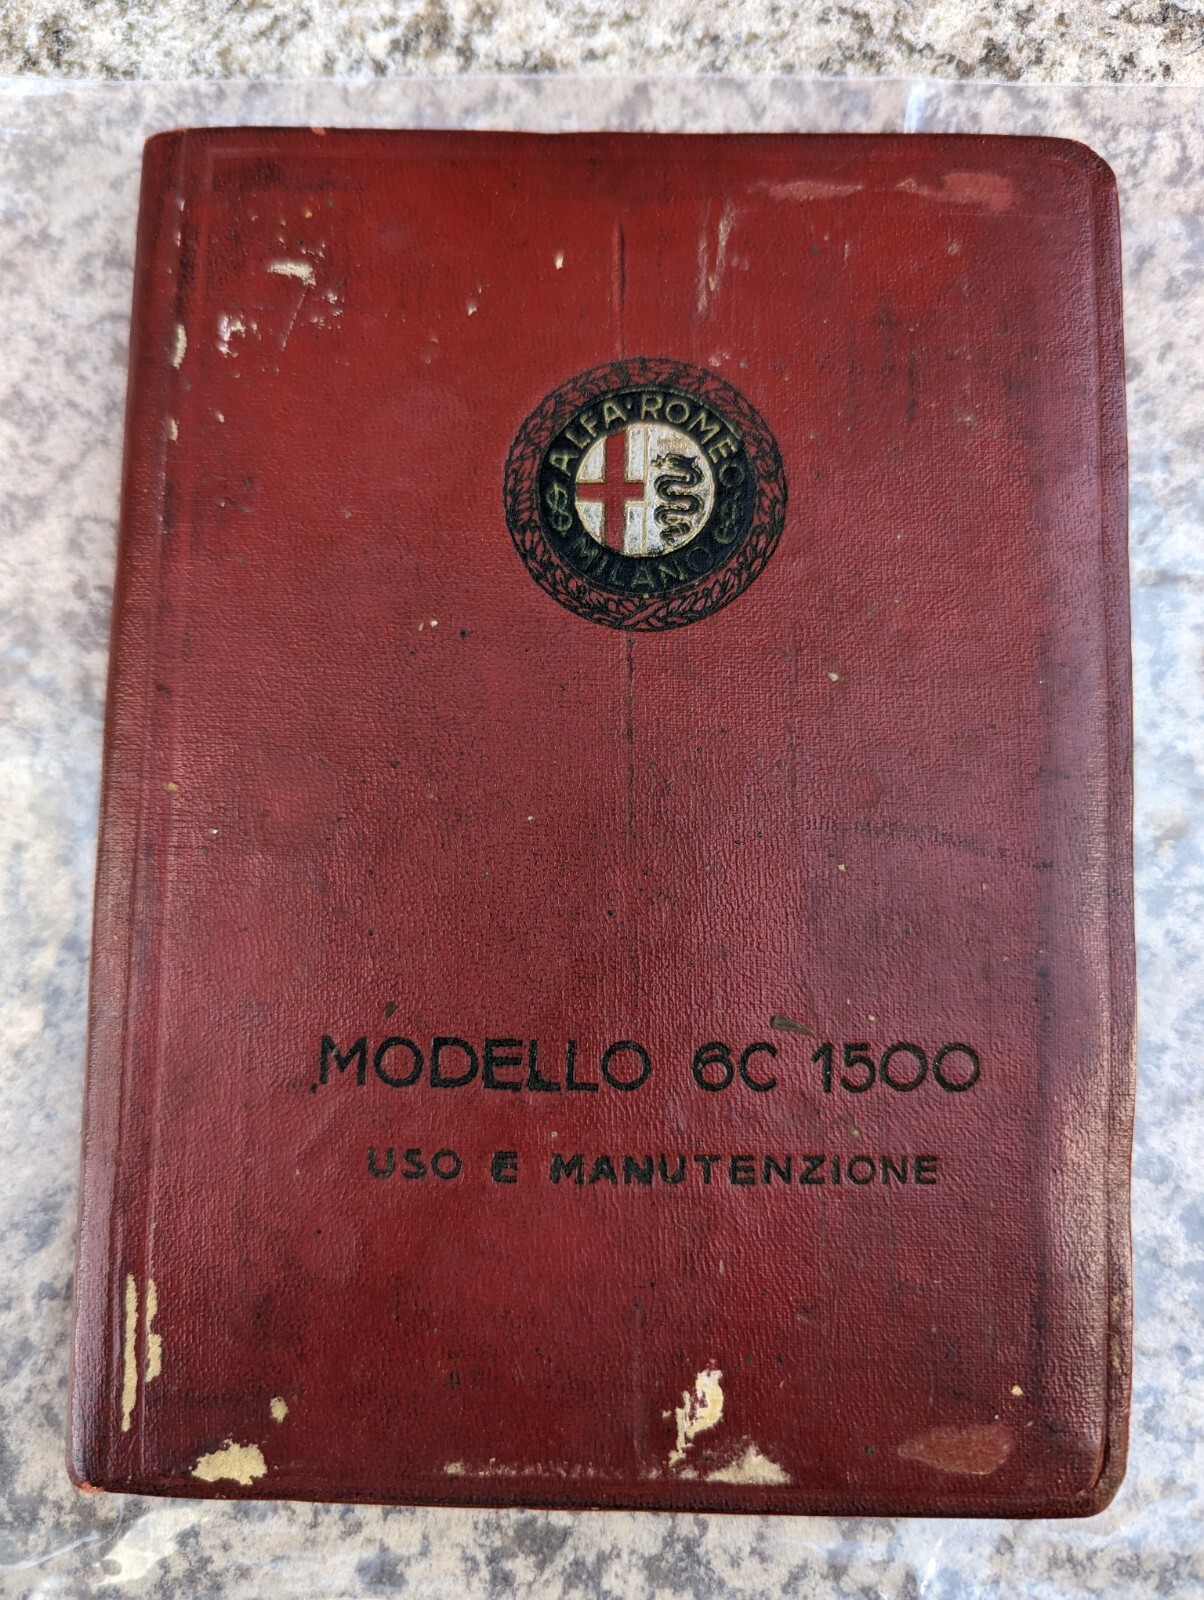 ALFA·ROMEO
MILANO
MODELLO 6C 1500
USO E MANUTENZIONE